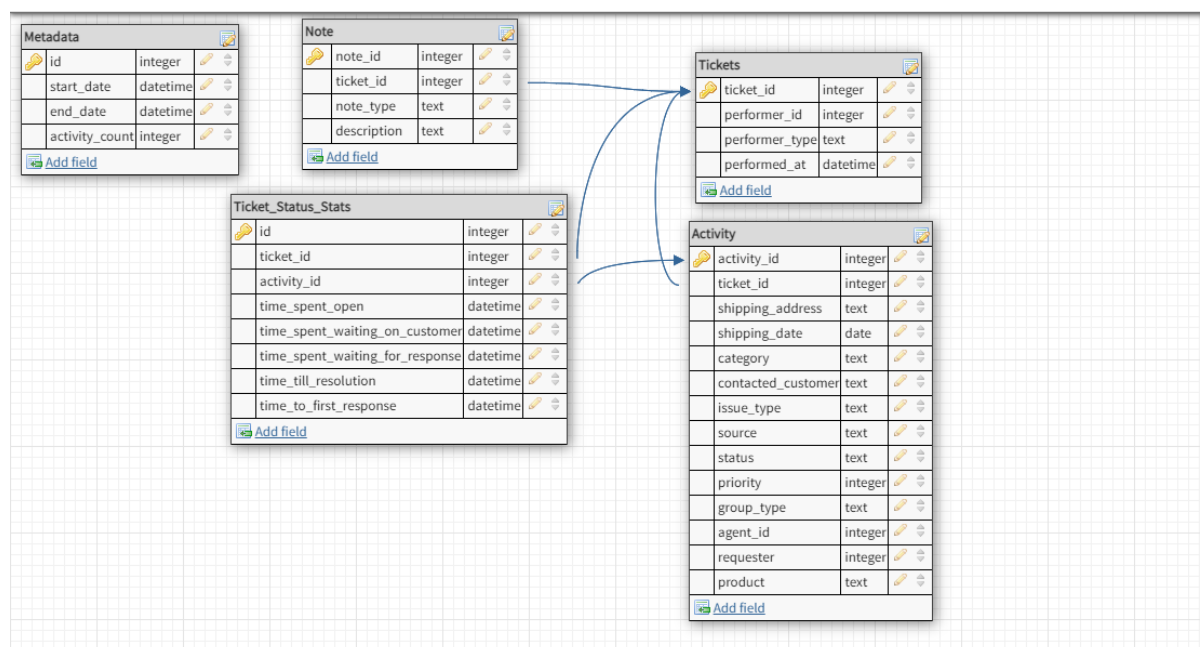 Metadata
id integer
start_date datetime
end_date datetime
activity_count integer
Add field
Note
note_id integer
ticket_id integer
note_type text
description text
Add field
Tickets
ticket_id integer
performer_id integer
performer_type text
performed_at datetime
Add field
Ticket_Status_Stats
id integer
ticket_id integer
activity_id integer
time_spent_open datetime
time_spent_waiting_on_customer datetime
time_spent_waiting_for_response datetime
time_till_resolution datetime
time_to_first_response datetime
Add field
Activity
activity_id integer
ticket_id integer
shipping_address text
shipping_date date
category text
contacted_customer text
issue_type text
source text
status text
priority integer
group_type text
agent_id integer
requester integer
product text
Add field